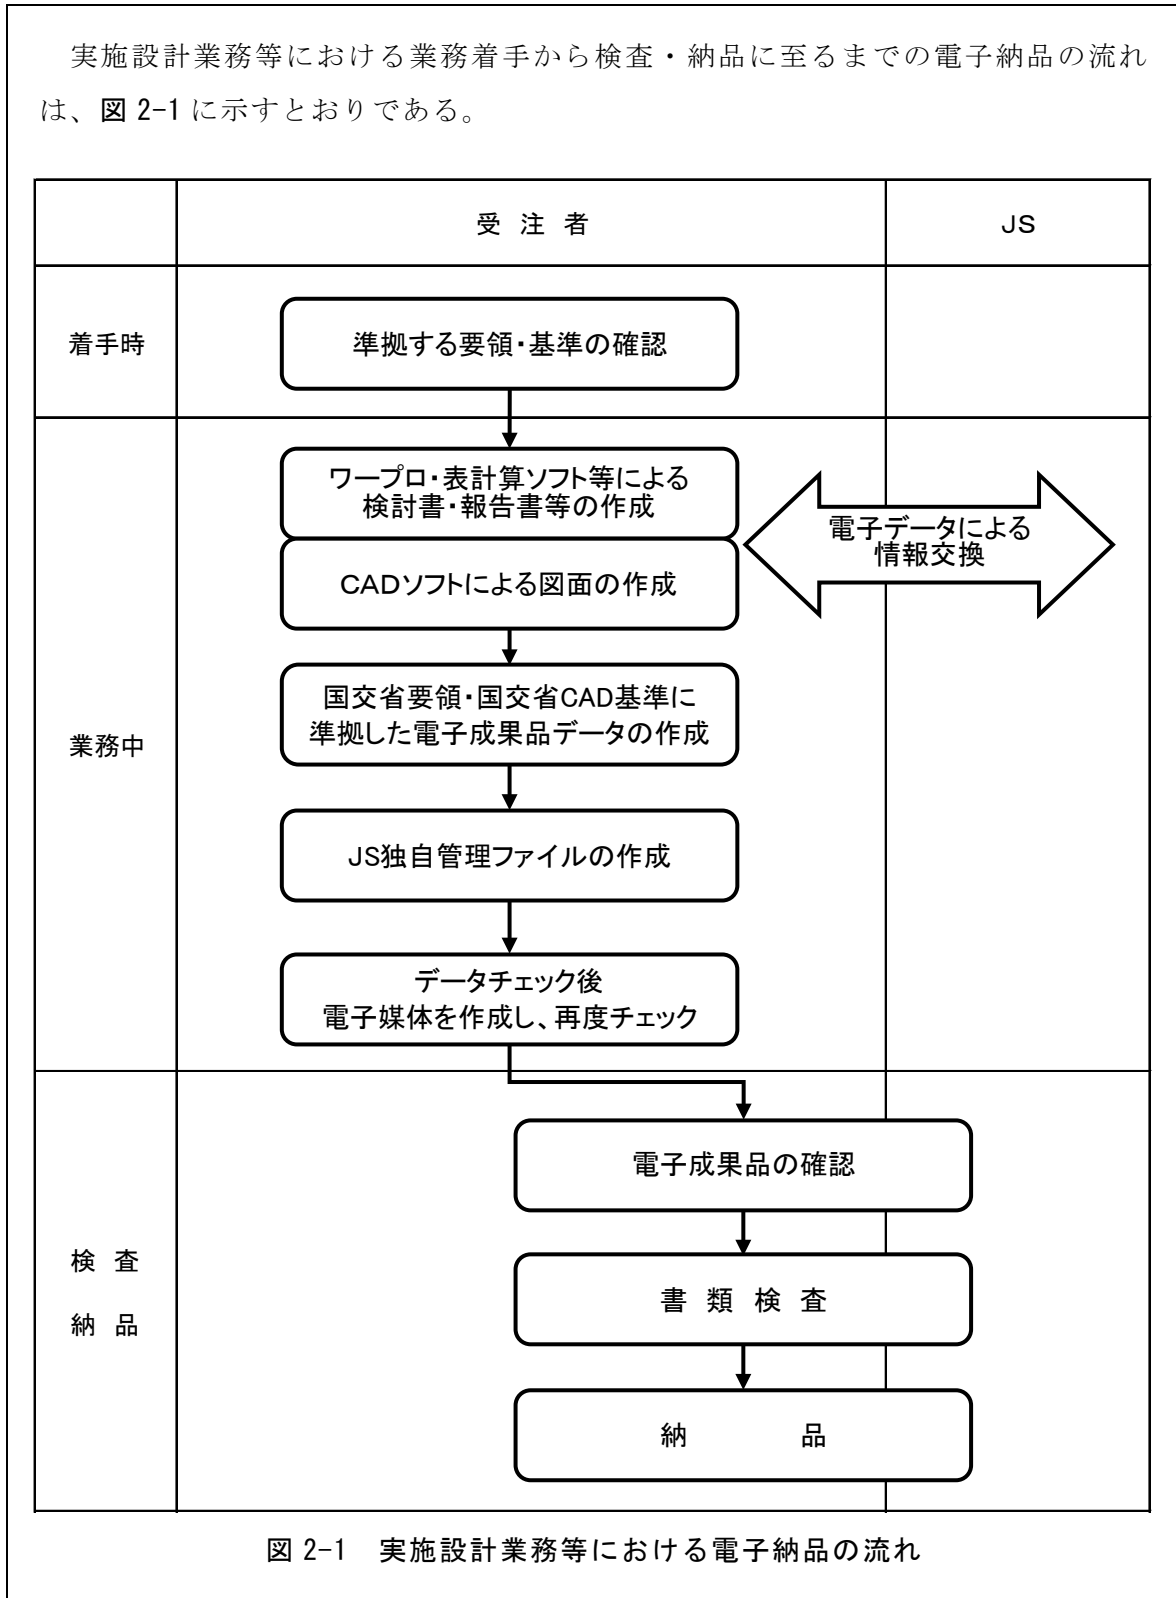 実施設計業務等における業務着手から検査・納品に至るまでの電子納品の流れ
は、図 2-1 に示すとおりである。
受 注 者
JS
着手時
準拠する要領・基準の確認
業務中
ワープロ・表計算ソフト等による
検討書・報告書等の作成
電子データによる
情報交換
CADソフトによる図面の作成
国交省要領・国交省CAD基準に
準拠した電子成果品データの作成
JS独自管理ファイルの作成
データチェック後
電子媒体を作成し、再度チェック
検 査
納 品
電子成果品の確認
書 類 検 査
納 品
図 2-1 実施設計業務等における電子納品の流れ